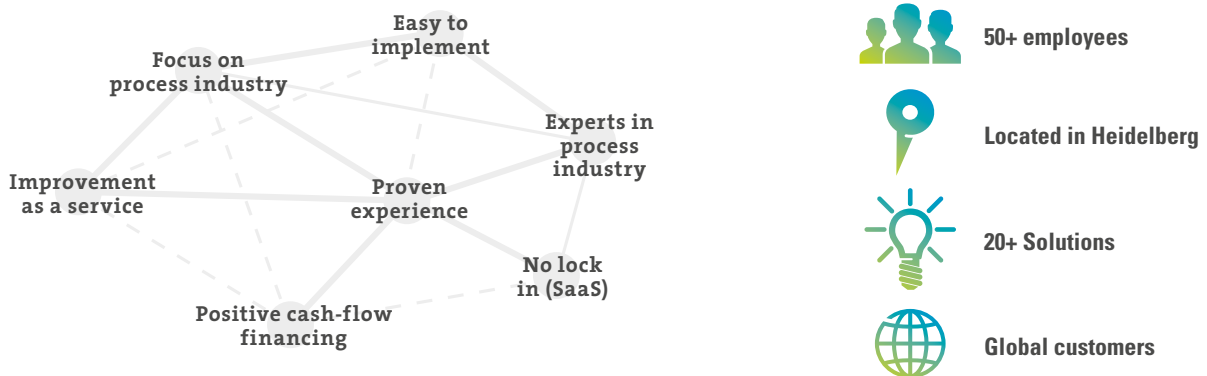 Easy to
implement
Focus on
process industry
Experts in
process
industry
Improvement
as a service
Proven
experience
No lock
in (SaaS)
Positive cash-flow
financing
50+ employees
Located in Heidelberg
20+ Solutions
Global customers